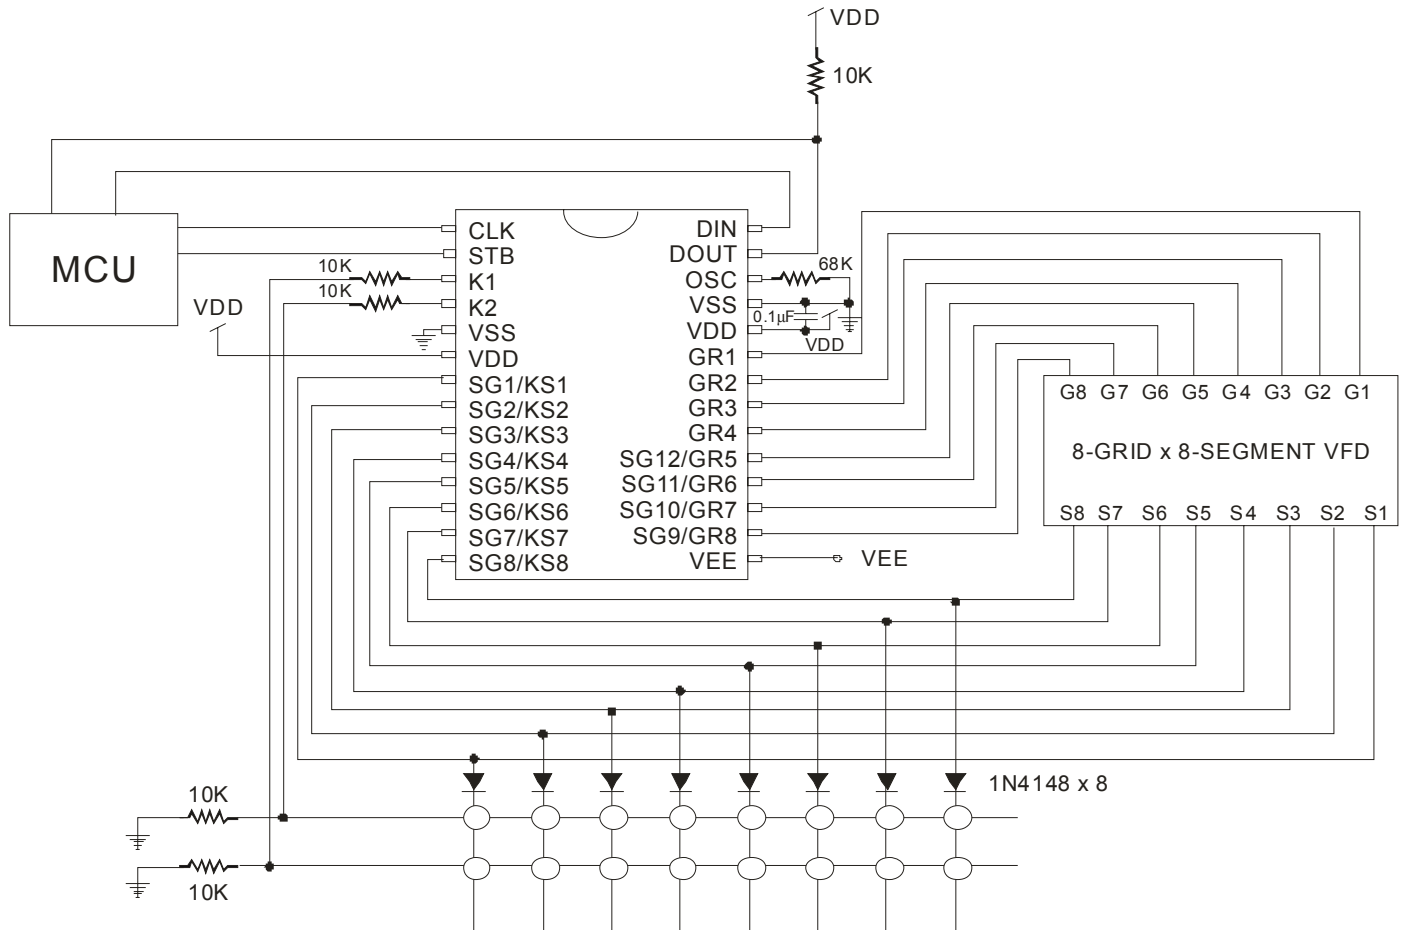 VDD
10K
MCU
CLK
STB
K1
K2
VSS
VDD
SG1/KS1
SG2/KS2
SG3/KS3
SG4/KS4
SG5/KS5
SG6/KS6
SG7/KS7
SG8/KS8
DIN
DOUT
OSC
VSS
VDD
GR1
GR2
GR3
GR4
SG12/GR5
SG11/GR6
SG10/GR7
SG9/GR8
VEE
10K
10K
VDD
68K
0.1µF
VDD
VEE
G8 G7 G6 G5 G4 G3 G2 G1
8-GRID x 8-SEGMENT VFD
S8 S7 S6 S5 S4 S3 S2 S1
1N4148 x 8
10K
10K